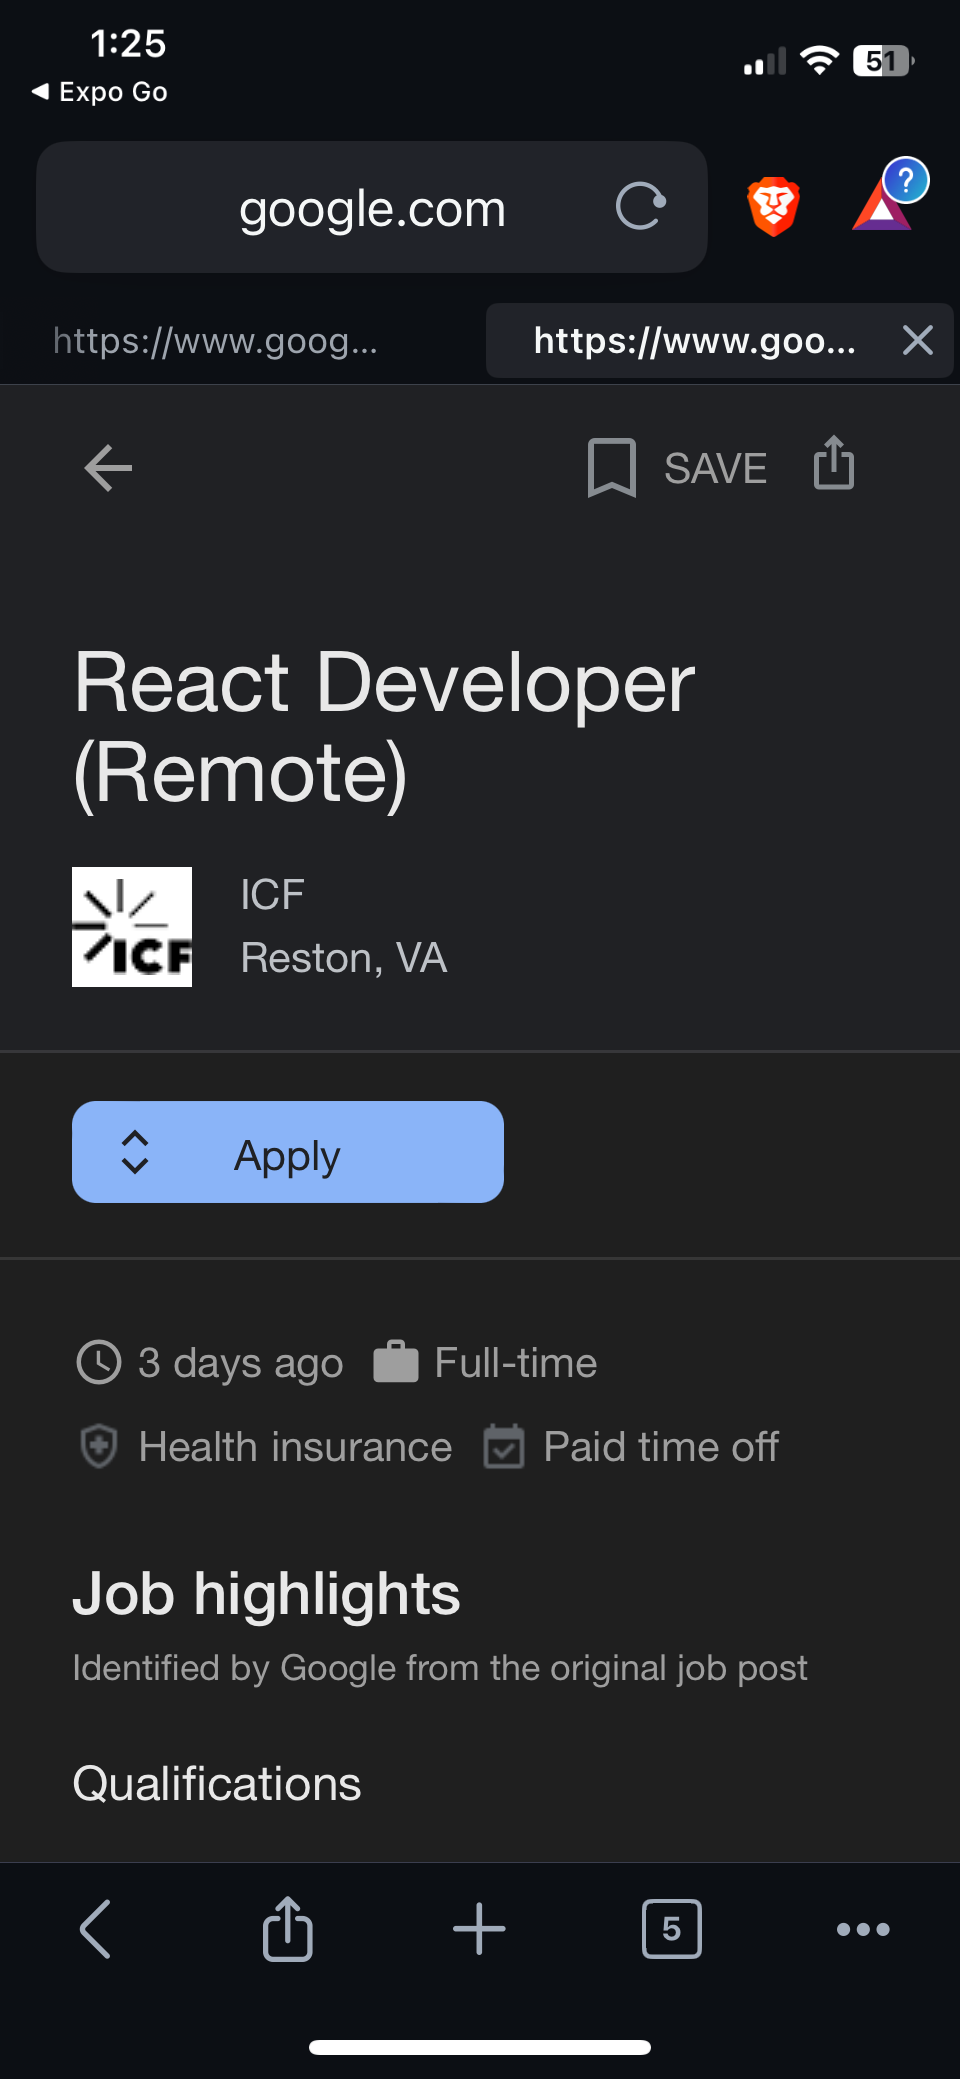 1:25
51
◀ Expo Go
google.com
?
https://www.goog...
https://www.goo...
SAVE
React Developer
(Remote)
ICF
ICF
Reston, VA
Apply
3 days ago
Full-time
Health insurance
Paid time off
Job highlights
Identified by Google from the original job post
Qualifications
5